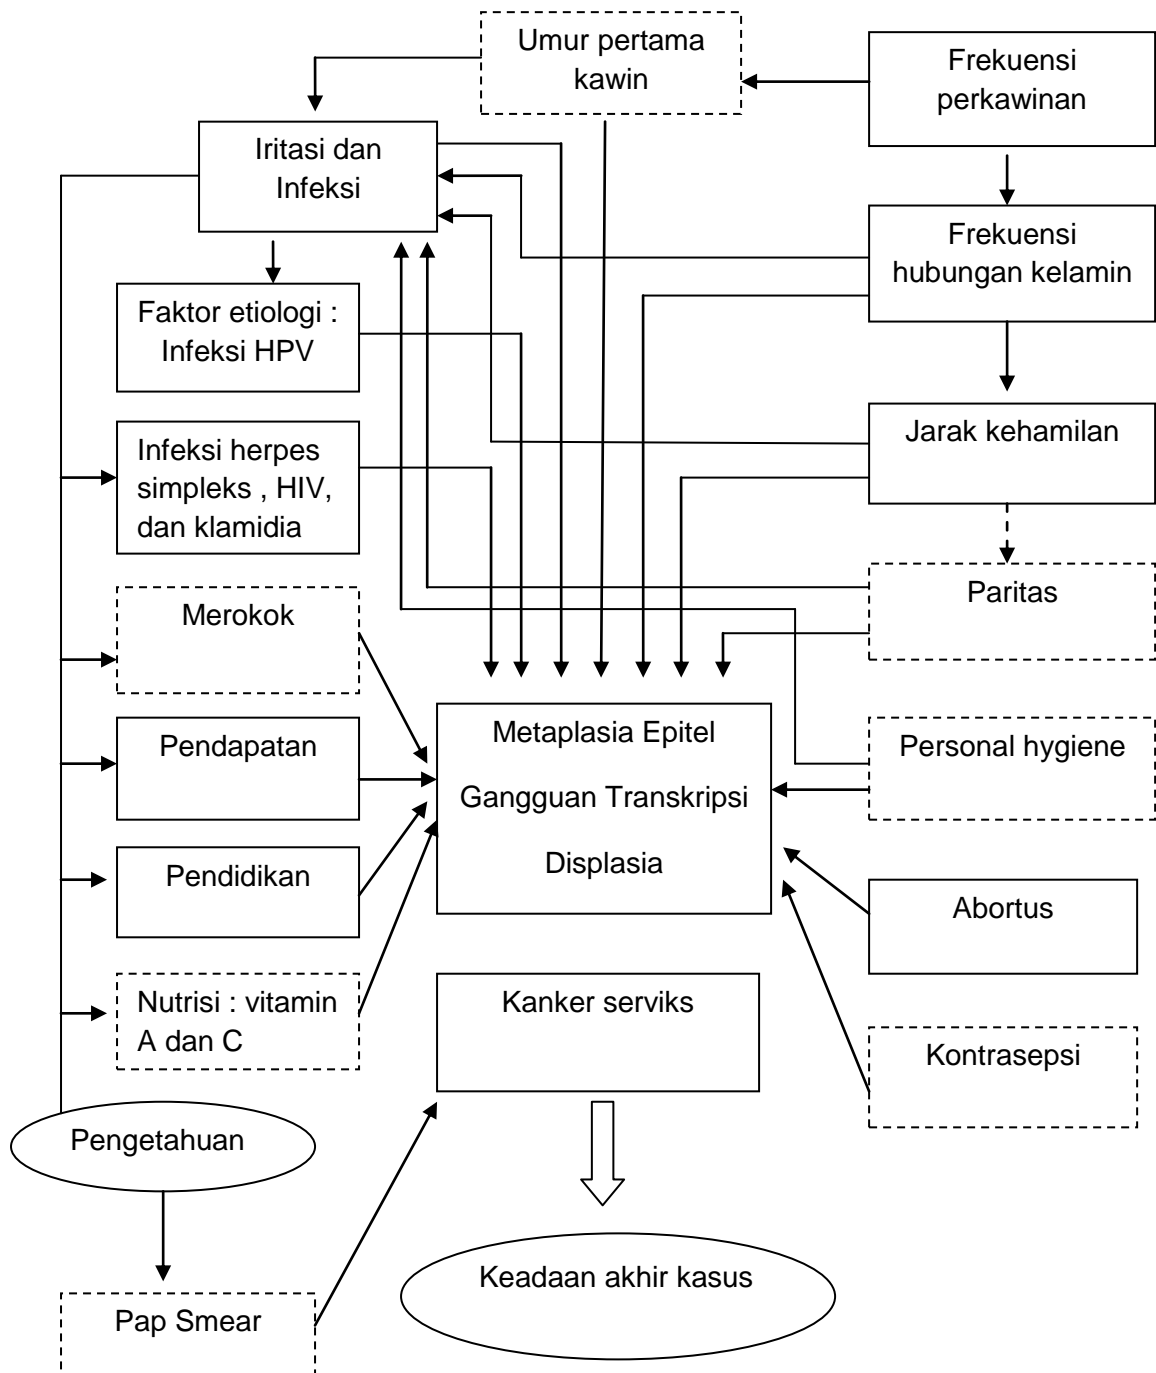 Umur pertama
kawin
Frekuensi
perkawinan
Iritasi dan
Infeksi
Frekuensi
hubungan kelamin
Faktor etiologi :
Infeksi HPV
Jarak kehamilan
Infeksi herpes
simpleks , HIV,
dan klamidia
Paritas
Merokok
Metaplasia Epitel
Gangguan Transkripsi
Displasia
Pendapatan
Personal hygiene
Pendidikan
Abortus
Nutrisi : vitamin
A dan C
Kanker serviks
Kontrasepsi
Pengetahuan
Keadaan akhir kasus
Pap Smear